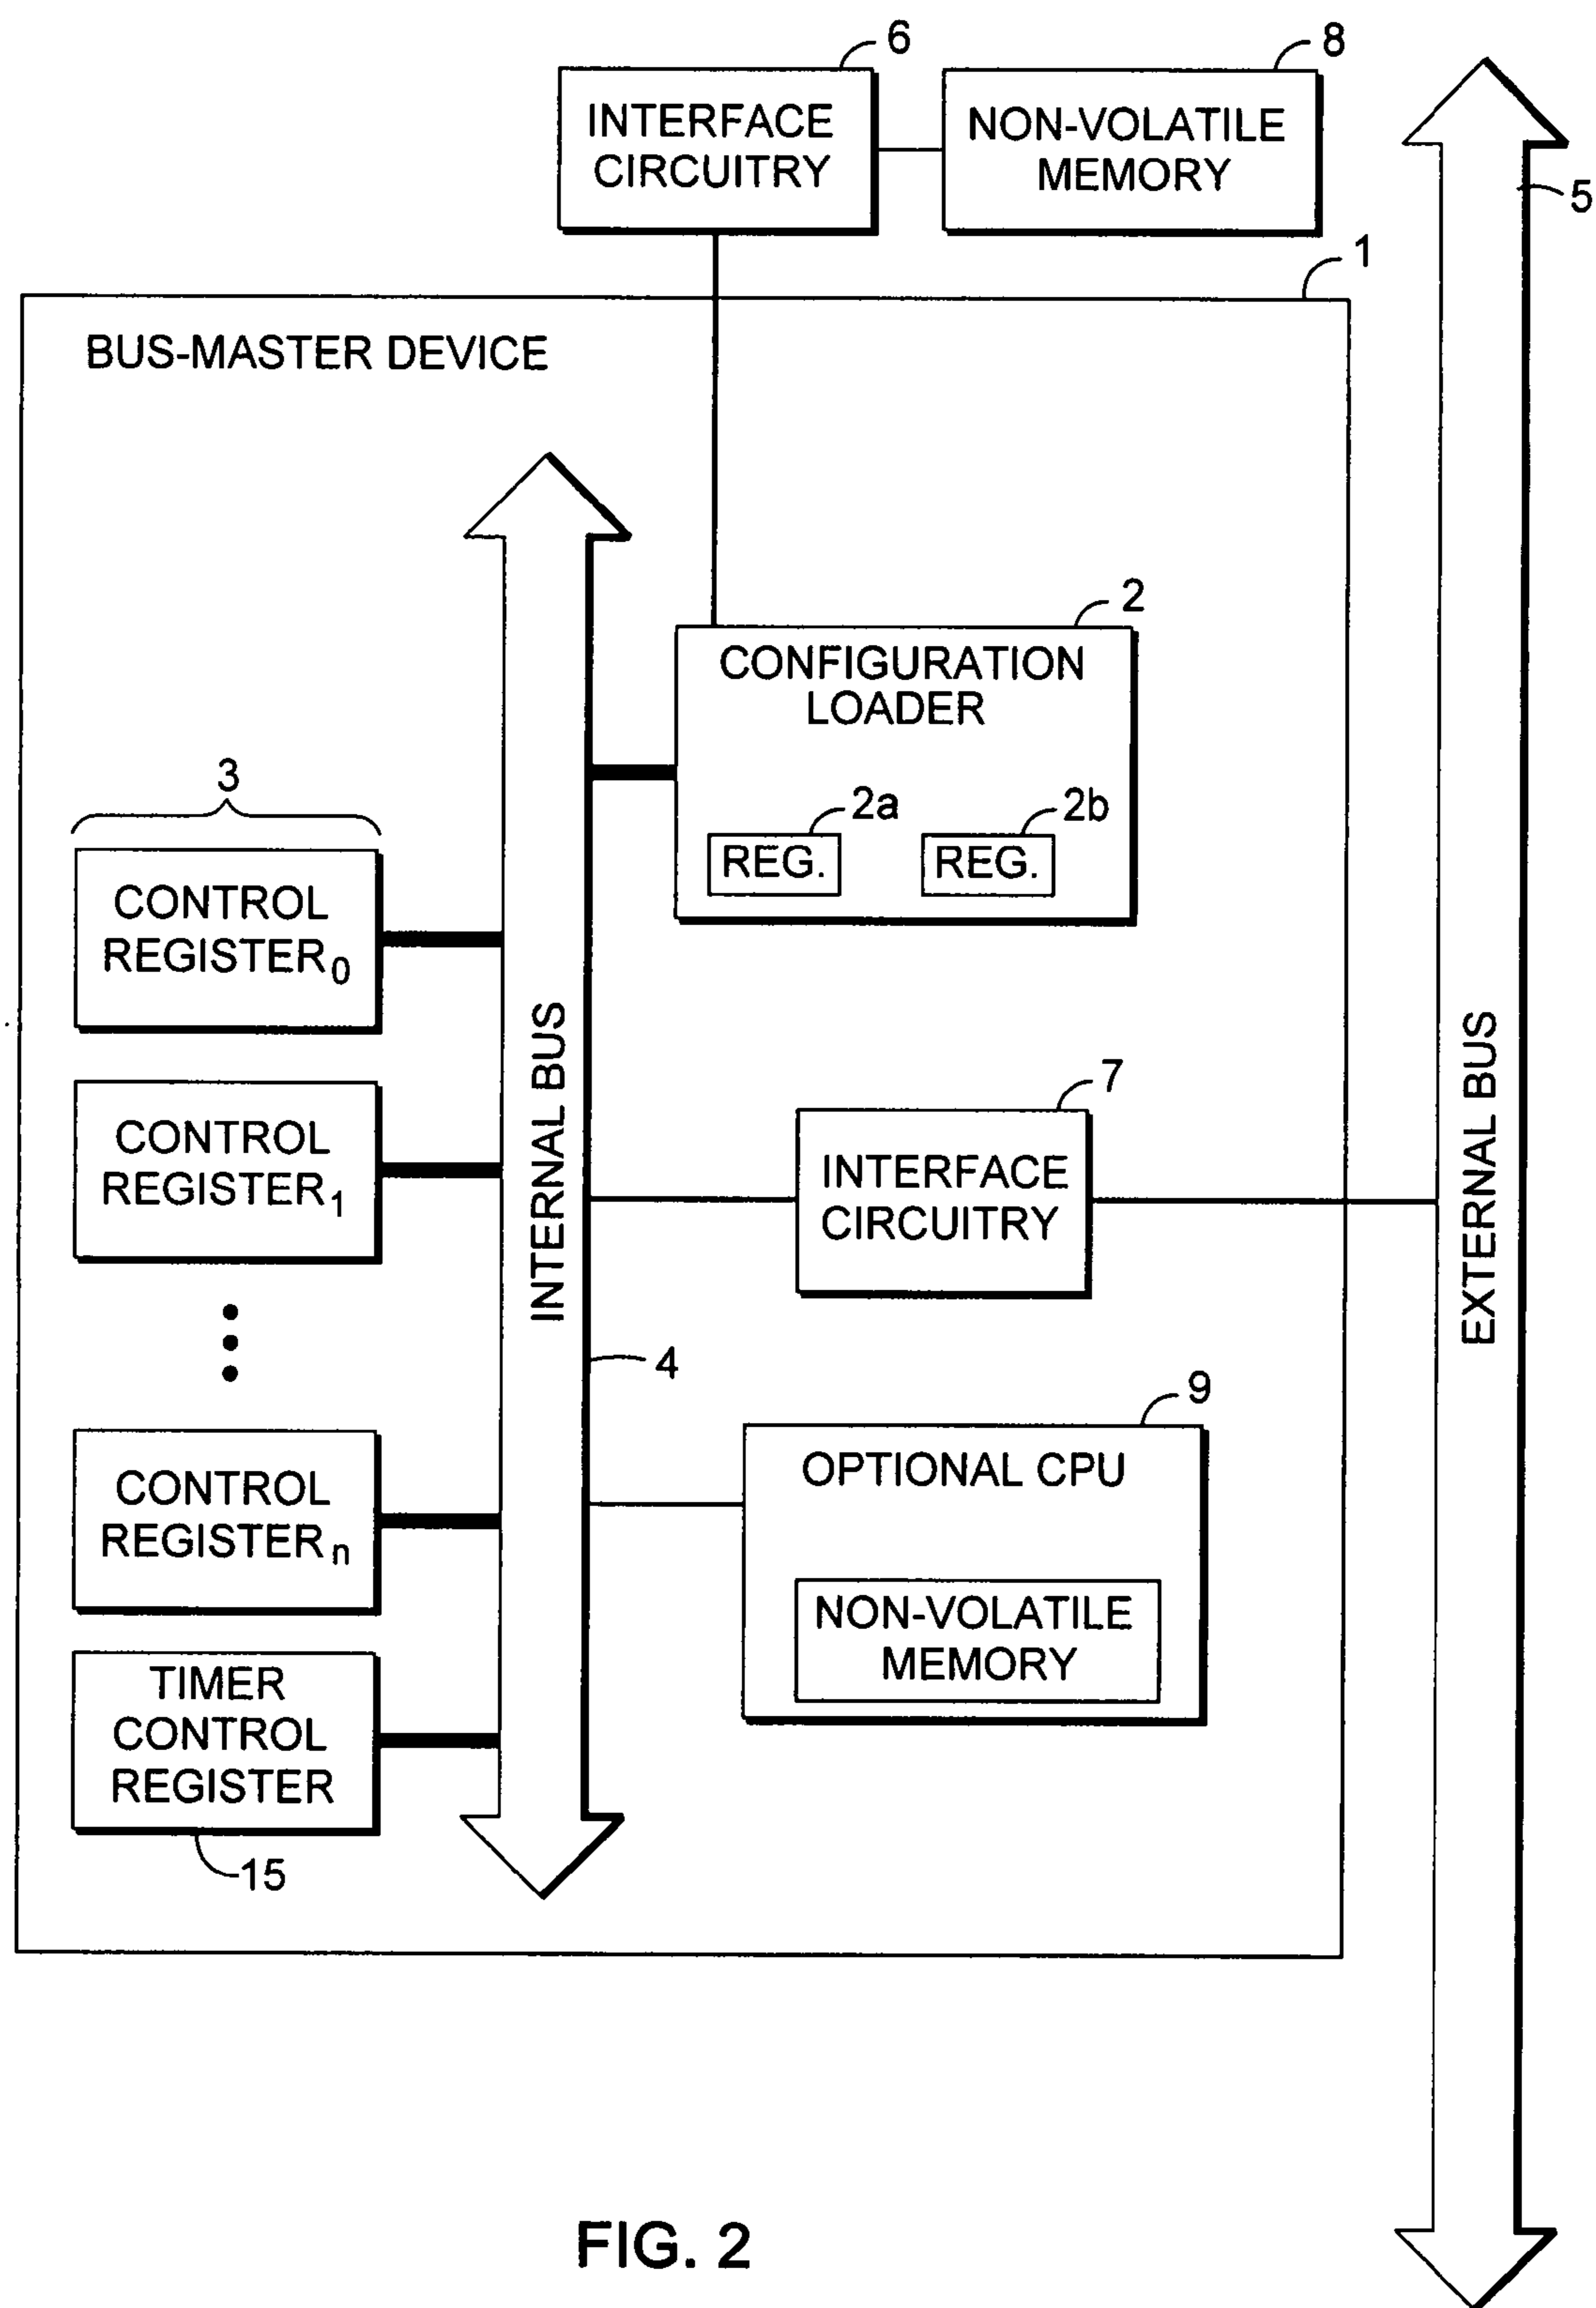 6
8
INTERFACE
CIRCUITRY
NON-VOLATILE
MEMORY
5
1
BUS-MASTER DEVICE
2
CONFIGURATION
LOADER
2a
2b
REG.
REG.
3
CONTROL
REGISTER0
CONTROL
REGISTER1
CONTROL
REGISTERn
TIMER
CONTROL
REGISTER
15
INTERNAL BUS
4
7
INTERFACE
CIRCUITRY
9
OPTIONAL CPU
NON-VOLATILE
MEMORY
EXTERNAL BUS
FIG. 2